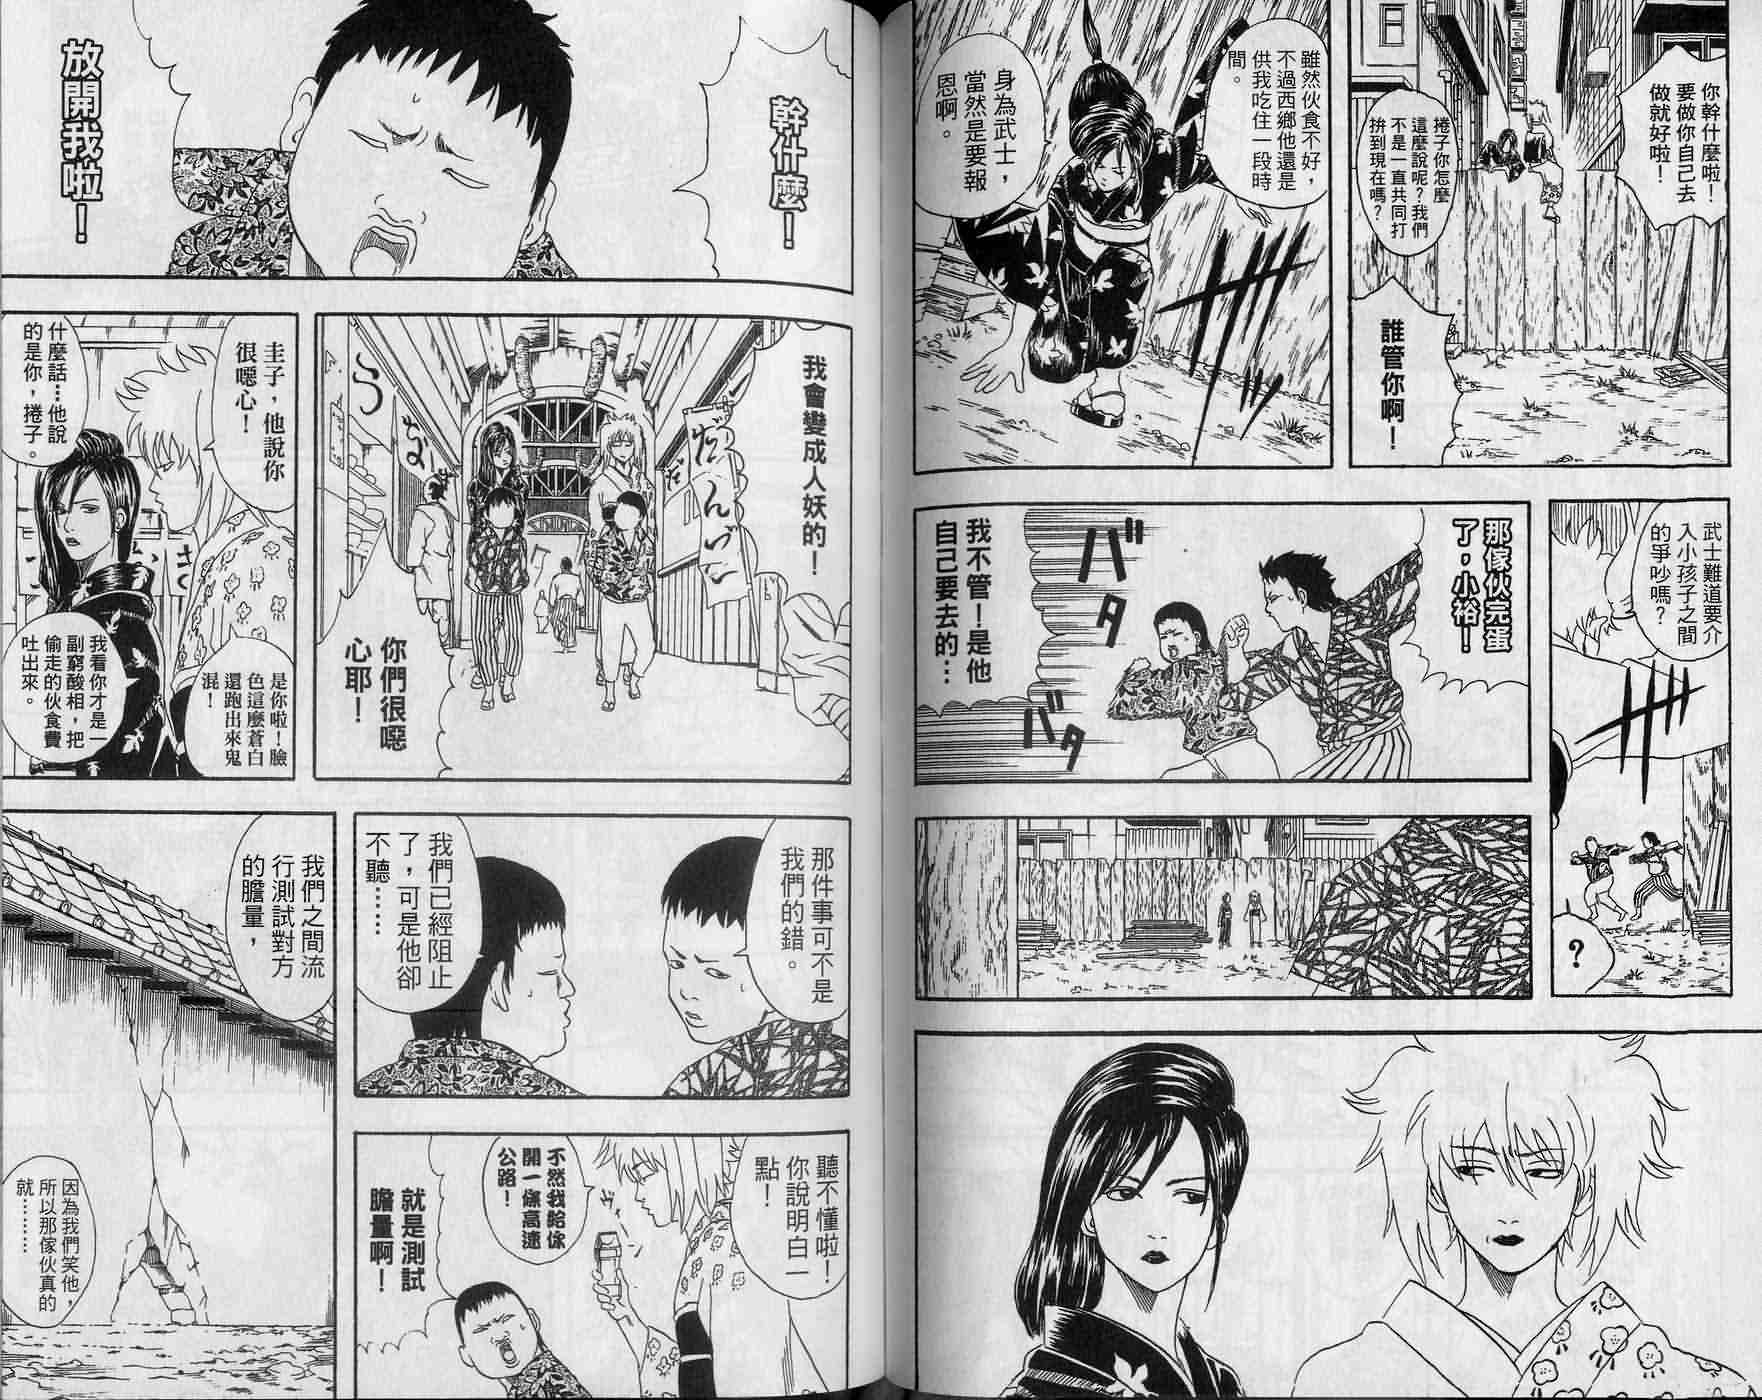 你幹什麼啦！
要做你自己去
做就好啦！
捲子你怎麼
這麼說呢？我們
不是一直共同打
拚到現在嗎？
誰管你啊！
雖然伙食不好，
不過西鄉他還是
供我吃住一段時
間。
身為武士，
當然是要報
恩啊。
武士難道要介
入小孩子之間
的爭吵嗎？
？
那傢伙完蛋
了，小裕！
バタ
バタ
我不管！是他
自己要去的…
幹什麼！
放開我啦！
我會變成人妖的！
你們很噁
心耶！
圭子，他說你
很噁心！
什麼話…他說
的是你，捲子。
是你啦！臉
色這麼蒼白
還跑出來鬼
混！
我看你才是一
副窮酸相，把
偷走的伙食費
吐出來。
那件事可不是
我們的錯。
我們已經阻止
了，可是他卻
不聽……
我們之間流
行測試對方
的膽量，
因為我們笑他，
所以那傢伙真的
就………
聽不懂啦！
你說明白一
點！
不然我給你
開一條高速
公路！
就是測試
膽量啊！